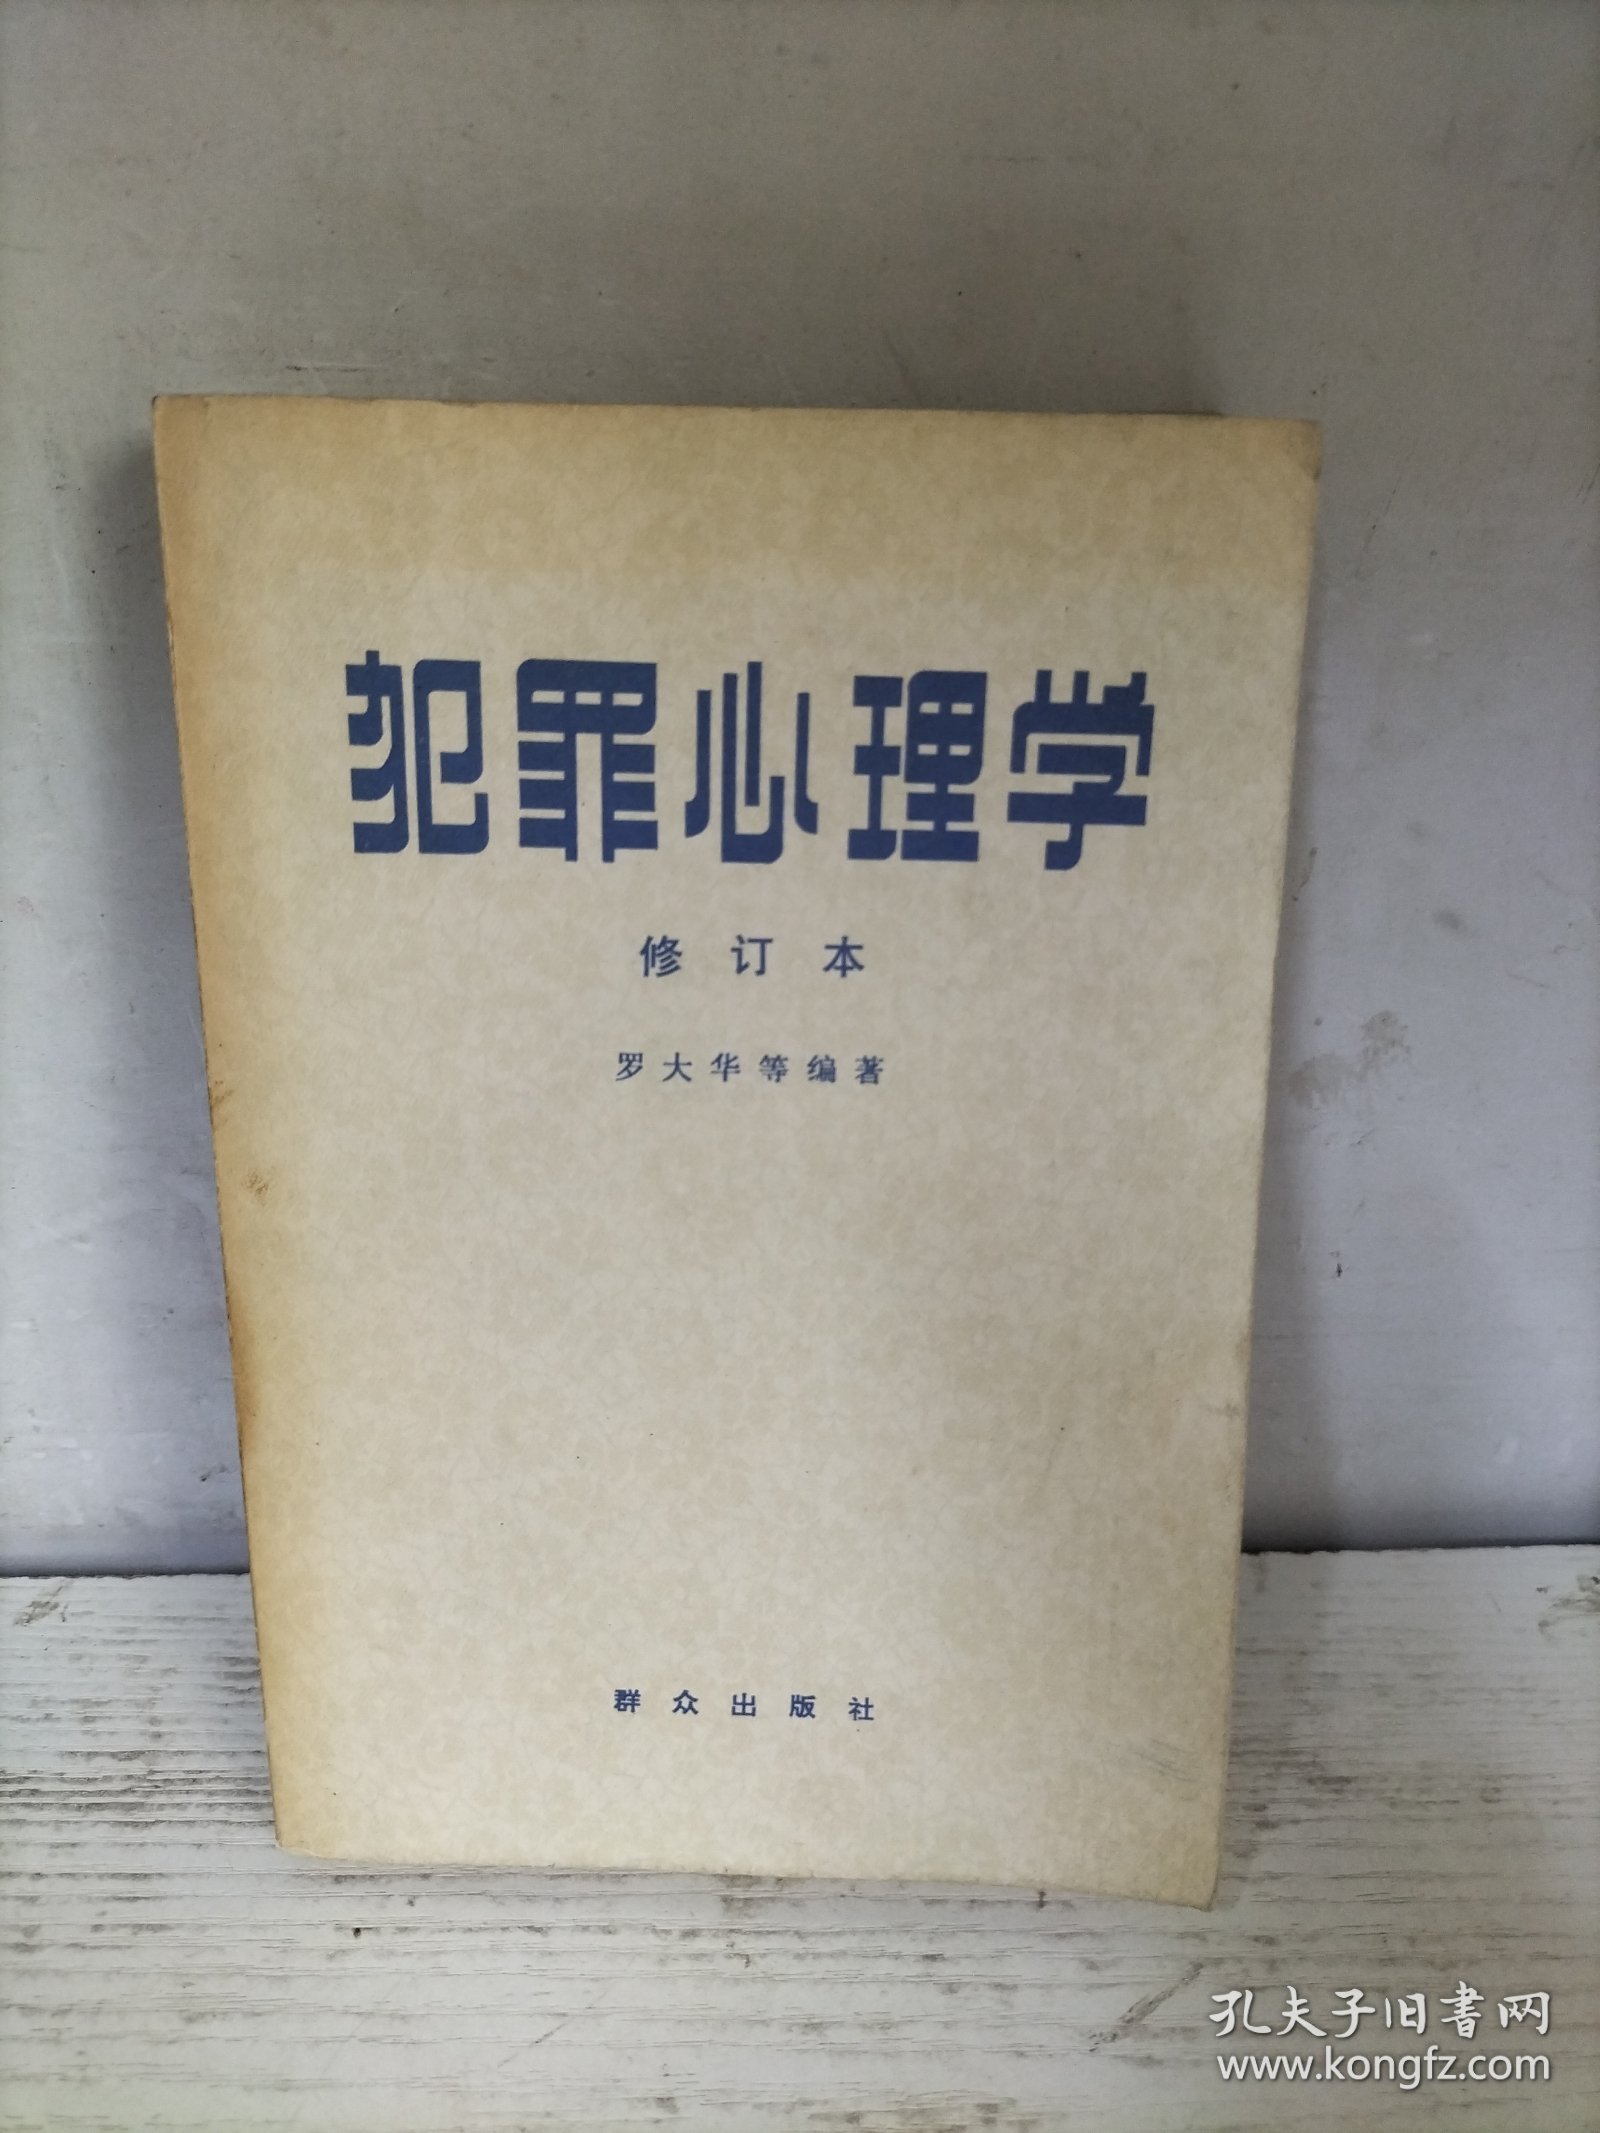 犯罪心理学
修订本
罗大华等编著
群众出版社
孔夫子旧书网
www.kongfz.com